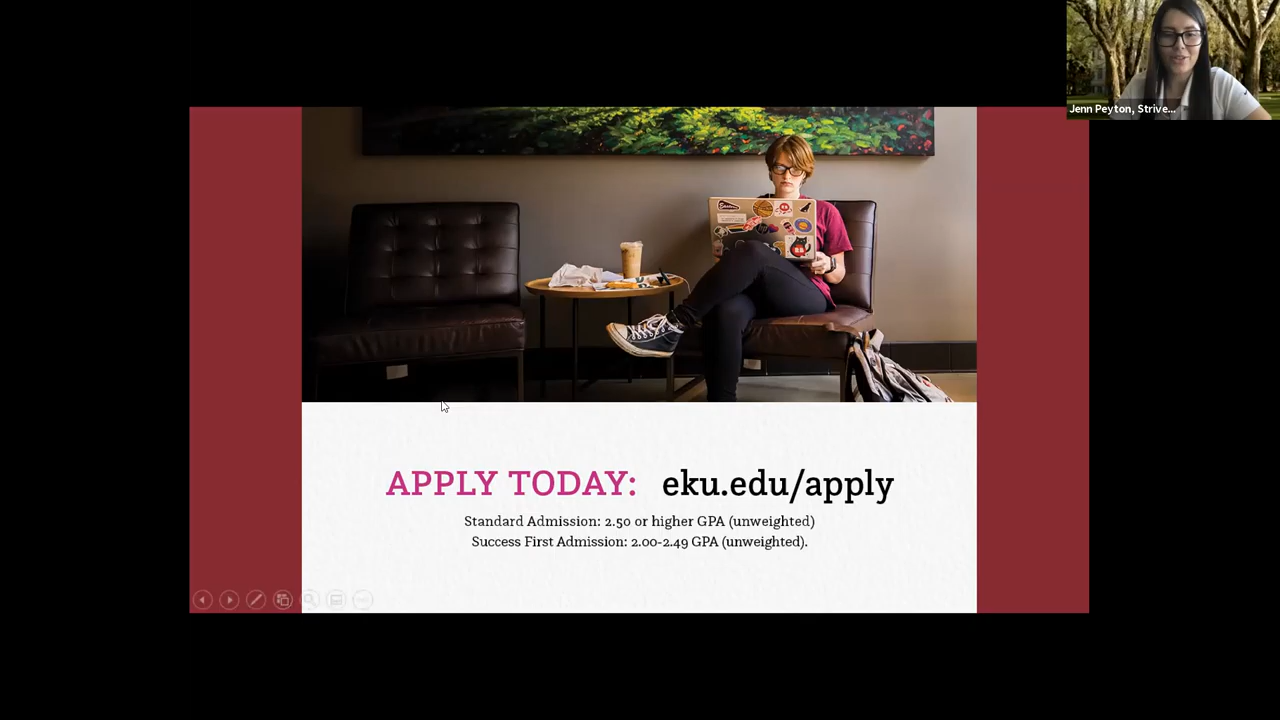 Jenn Peyton, Strive...
APPLY TODAY: eku.edu/apply
Standard Admission: 2.50 or higher GPA (unweighted)
Success First Admission: 2.00-2.49 GPA (unweighted).